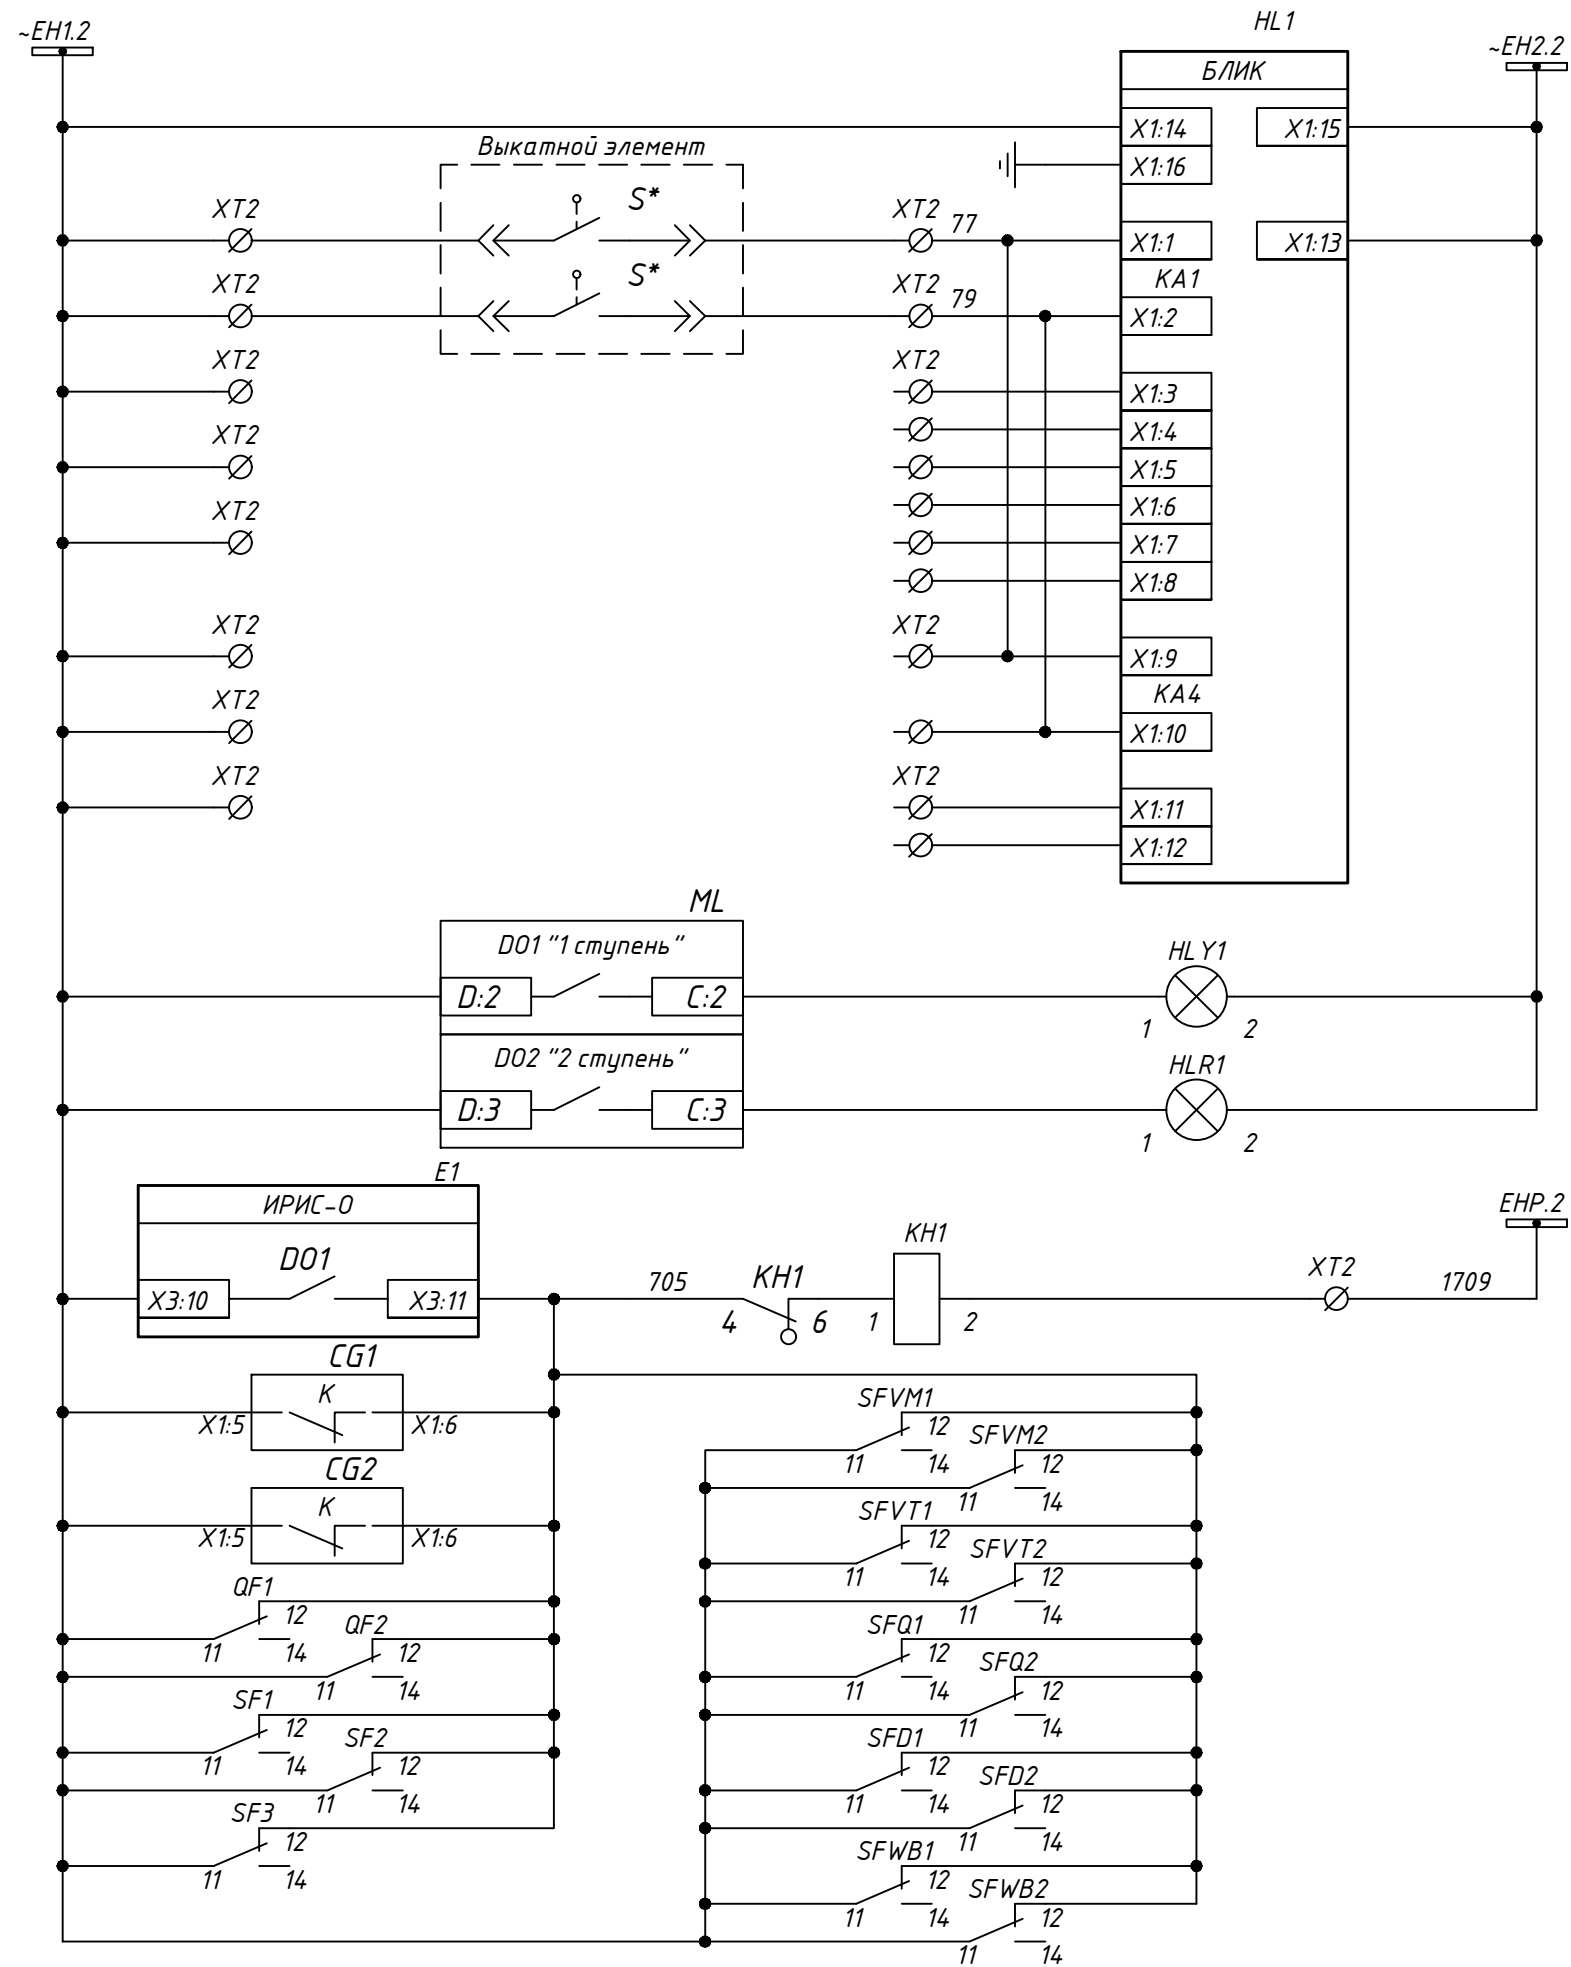 ~EH1.2
HL1
~EH2.2
БЛИК
X1:14
X1:15
Выкатной элемент
X1:16
XT2
S*
XT2
77
X1:1
X1:13
XT2
S*
XT2
79
KA1
X1:2
XT2
XT2
X1:3
XT2
X1:4
X1:5
XT2
X1:6
X1:7
X1:8
XT2
XT2
X1:9
XT2
KA4
X1:10
XT2
XT2
X1:11
X1:12
ML
DO1 "1 ступень"
HLY1
D:2
C:2
1
2
DO2 "2 ступень"
HLR1
D:3
C:3
1
2
E1
ИРИС-О
EHP.2
DO1
X3:10
X3:11
705
KH1
4
6
KH1
1
2
XT2
1709
CG1
K
X1:5
X1:6
CG2
K
X1:5
X1:6
QF1
11
12
14
QF2
11
12
14
SF1
11
12
14
SF2
11
12
14
SF3
11
12
14
SFVM1
11
12
14
SFVM2
11
12
14
SFVT1
11
12
14
SFVT2
11
12
14
SFQ1
11
12
14
SFQ2
11
12
14
SFD1
11
12
14
SFD2
11
12
14
SFWB1
11
12
14
SFWB2
11
12
14